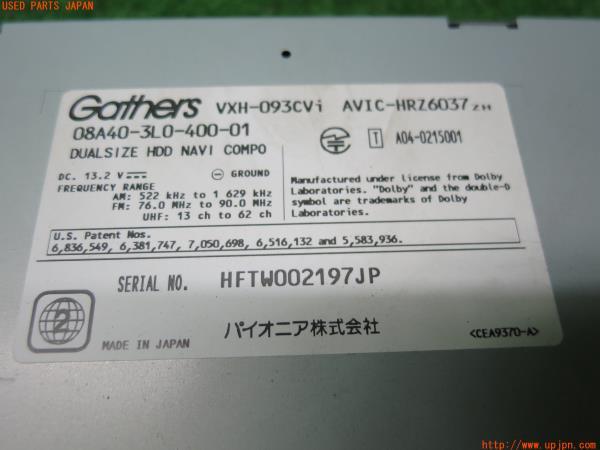 USED PARTS JAPAN
Gathers VXH-093CVi AVIC-HRZ6037 ZH
08A40-3L0-400-01
DUALSIZE HDD NAVI COMPO
T A04-0215001
DC. 13.2 V
GROUND
FREQUENCY RANGE
AM: 522 kHz to 1 629 kHz
FM: 76.0 MHz to 90.0 MHz
UHF: 13 ch to 62 ch
Manufactured under license from Dolby
Laboratories. "Dolby" and the double-D
symbol are trademarks of Dolby
Laboratories.
U.S. Patent Nos.
6,836,549, 6,381,747, 7,050,698, 6,516,132 and 5,583,936.
SERIAL NO. HFTW002197JP
2
MADE IN JAPAN
パイオニア株式会社
<CEA9370-A>
http://www.upjpn.com/